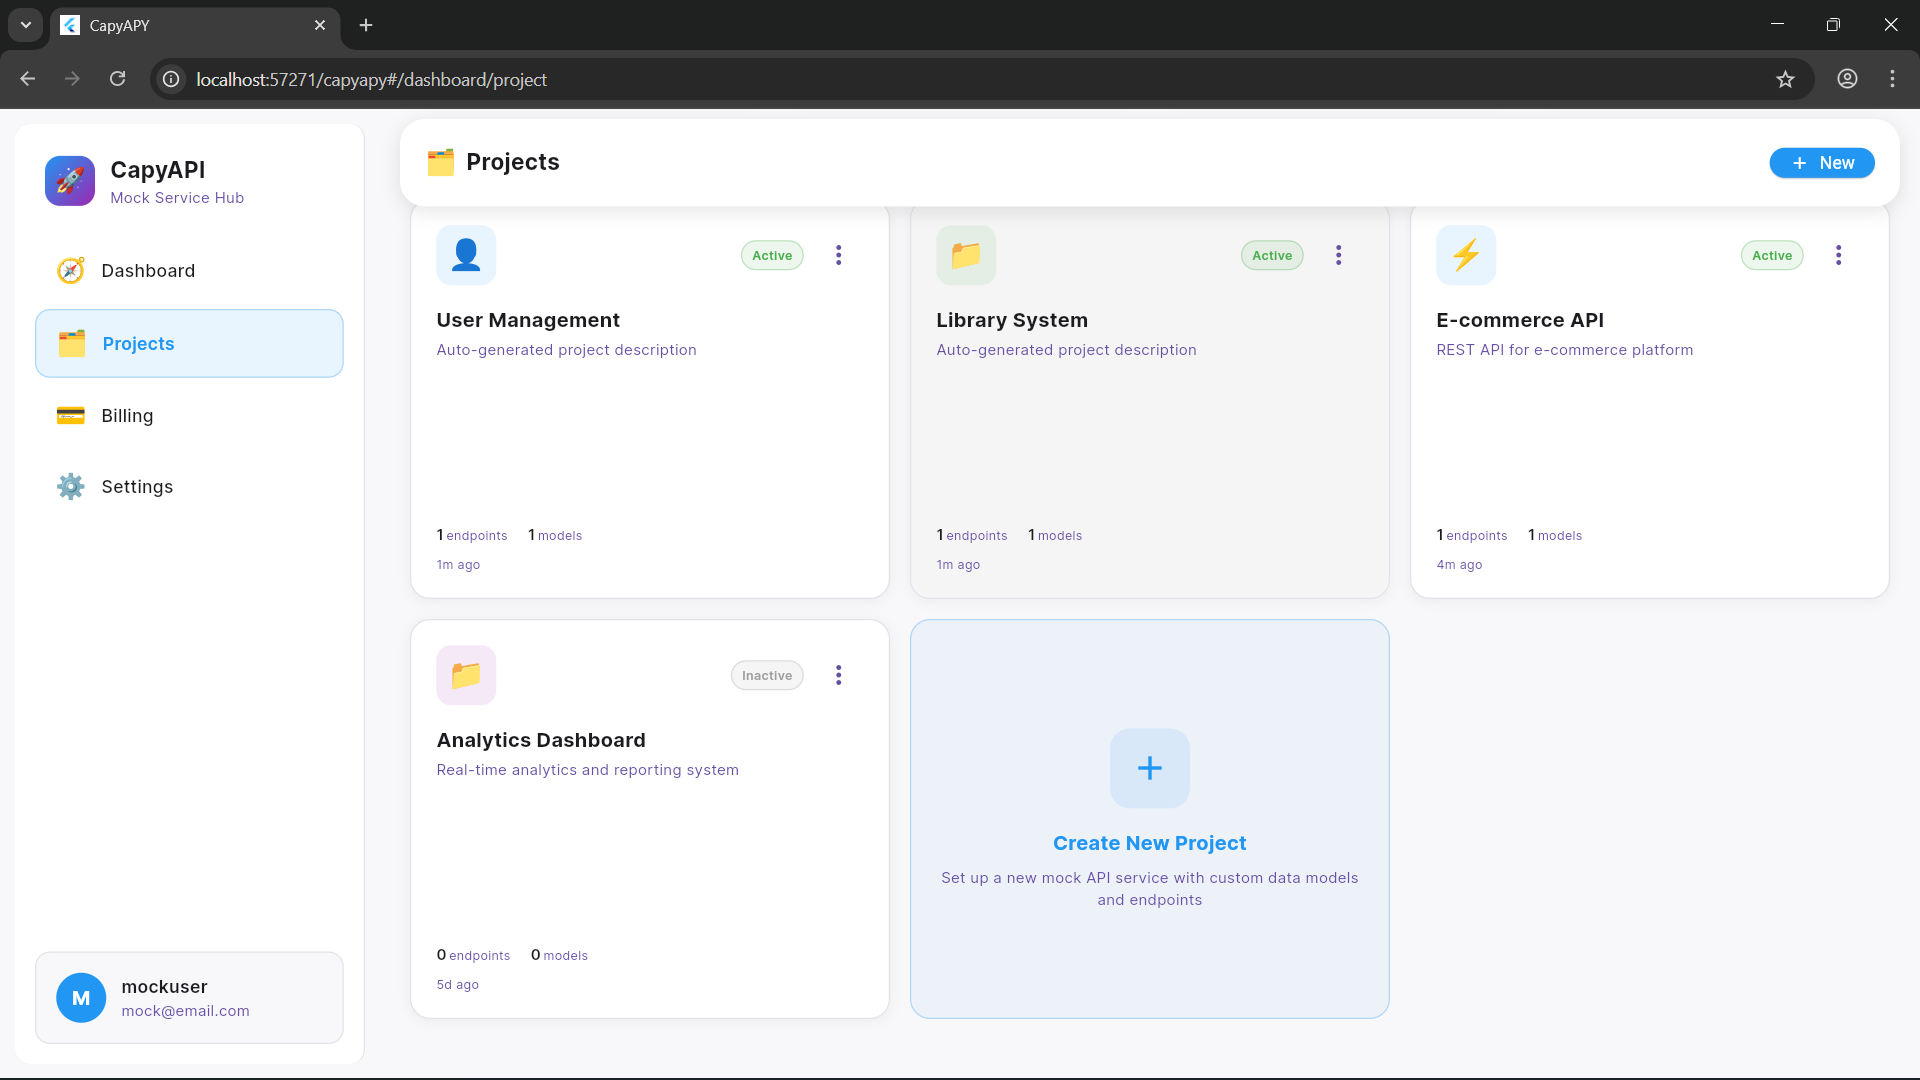 CapyAPY
localhost:57271/capyapy#/dashboard/project
CapyAPI
Mock Service Hub
Dashboard
Projects
Billing
Settings
mockuser
mock@email.com
M
Projects
+ New
Active
User Management
Auto-generated project description
1 endpoints 1 models
1m ago
Active
Library System
Auto-generated project description
1 endpoints 1 models
1m ago
Active
E-commerce API
REST API for e-commerce platform
1 endpoints 1 models
4m ago
Inactive
Analytics Dashboard
Real-time analytics and reporting system
0 endpoints 0 models
5d ago
Create New Project
Set up a new mock API service with custom data models
and endpoints